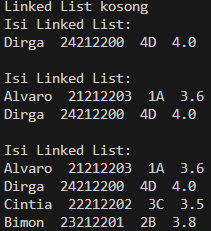 Linked List kosong
Isi Linked List:
Dirga  24212200  4D  4.0
Isi Linked List:
Alvaro  21212203  1A  3.6
Dirga  24212200  4D  4.0
Isi Linked List:
Alvaro  21212203  1A  3.6
Dirga  24212200  4D  4.0
Cintia  22212202  3C  3.5
Bimon  23212201  2B  3.8